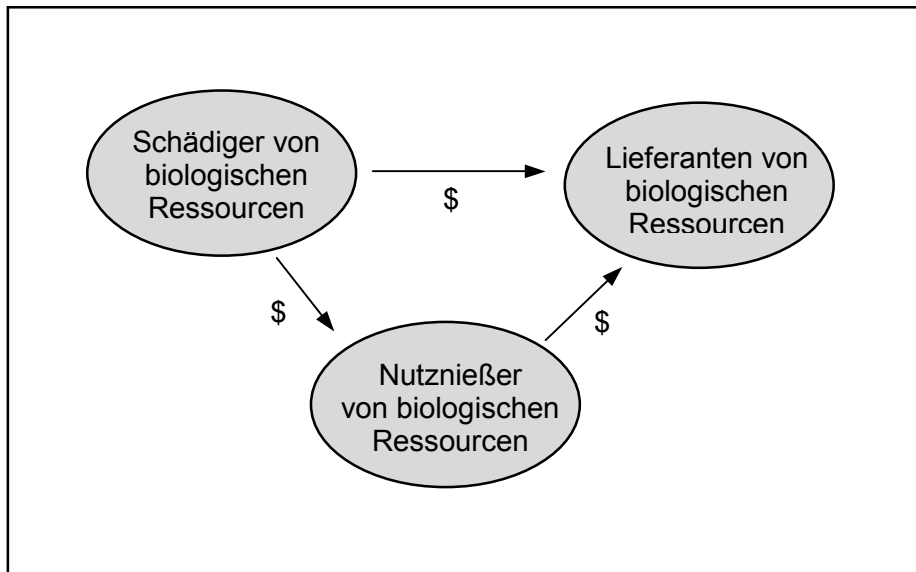 Schädiger von
biologischen
Ressourcen
$
Lieferanten von
biologischen
Ressourcen
$
$
Nutznießer
von biologischen
Ressourcen